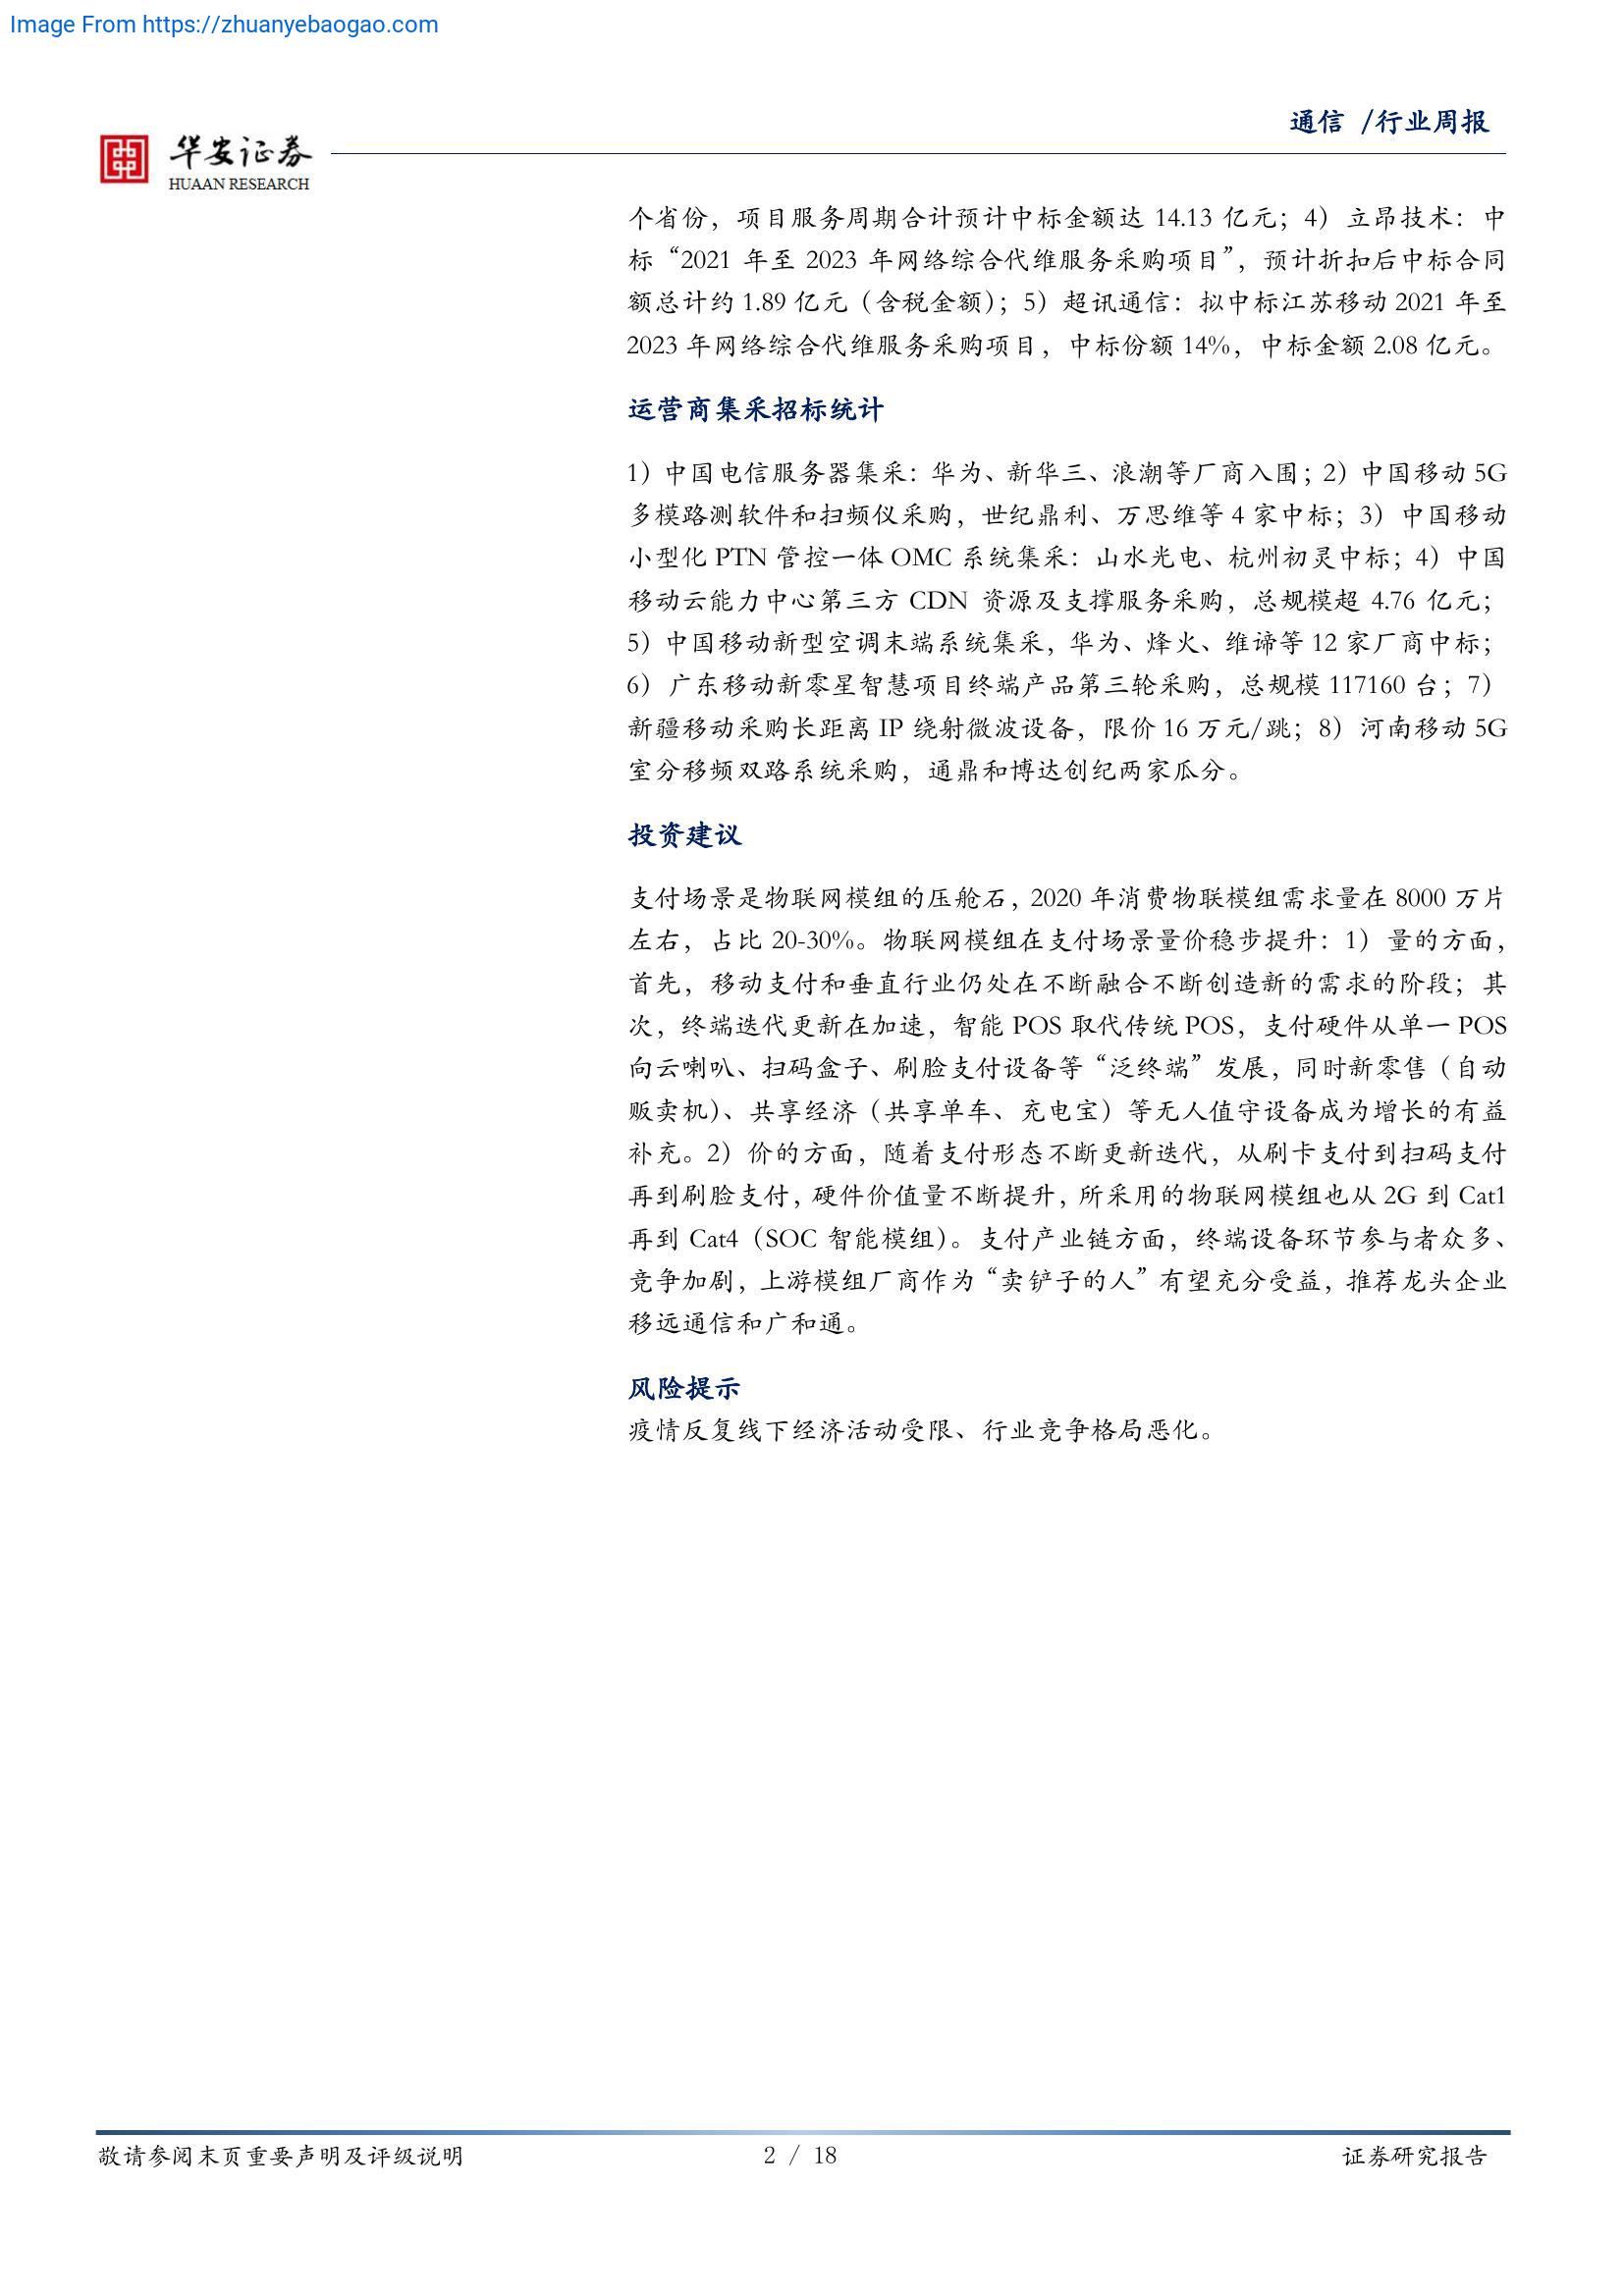 Image From https://zhuanyebaogao.com
通信 /行业周报
华安证券
HUAAN RESEARCH
个省份，项目服务周期合计预计中标金额达 14.13 亿元；4）立昂技术：中
标“2021 年至 2023 年网络综合代维服务采购项目”，预计折扣后中标合同
额总计约 1.89 亿元（含税金额）；5）超讯通信：拟中标江苏移动 2021 年至
2023 年网络综合代维服务采购项目，中标份额 14%，中标金额 2.08 亿元。
运营商集采招标统计
1）中国电信服务器集采：华为、新华三、浪潮等厂商入围；2）中国移动 5G
多模路测软件和扫频仪采购，世纪鼎利、万思维等 4 家中标；3）中国移动
小型化 PTN 管控一体 OMC 系统集采：山水光电、杭州初灵中标；4）中国
移动云能力中心第三方 CDN 资源及支撑服务采购，总规模超 4.76 亿元；
5）中国移动新型空调末端系统集采，华为、烽火、维谛等 12 家厂商中标；
6）广东移动新零星智慧项目终端产品第三轮采购，总规模 117160 台；7）
新疆移动采购长距离 IP 绕射微波设备，限价 16 万元/跳；8）河南移动 5G
室分移频双路系统采购，通鼎和博达创纪两家瓜分。
投资建议
支付场景是物联网模组的压舱石，2020 年消费物联模组需求量在 8000 万片
左右，占比 20-30%。物联网模组在支付场景量价稳步提升：1）量的方面，
首先，移动支付和垂直行业仍处在不断融合不断创造新的需求的阶段；其
次，终端迭代更新在加速，智能 POS 取代传统 POS，支付硬件从单一 POS
向云喇叭、扫码盒子、刷脸支付设备等“泛终端”发展，同时新零售（自动
贩卖机）、共享经济（共享单车、充电宝）等无人值守设备成为增长的有益
补充。2）价的方面，随着支付形态不断更新迭代，从刷卡支付到扫码支付
再到刷脸支付，硬件价值量不断提升，所采用的物联网模组也从 2G 到 Cat1
再到 Cat4（SOC 智能模组）。支付产业链方面，终端设备环节参与者众多、
竞争加剧，上游模组厂商作为“卖铲子的人”有望充分受益，推荐龙头企业
移远通信和广和通。
风险提示
疫情反复线下经济活动受限、行业竞争格局恶化。
敬请参阅末页重要声明及评级说明
2 / 18
证券研究报告